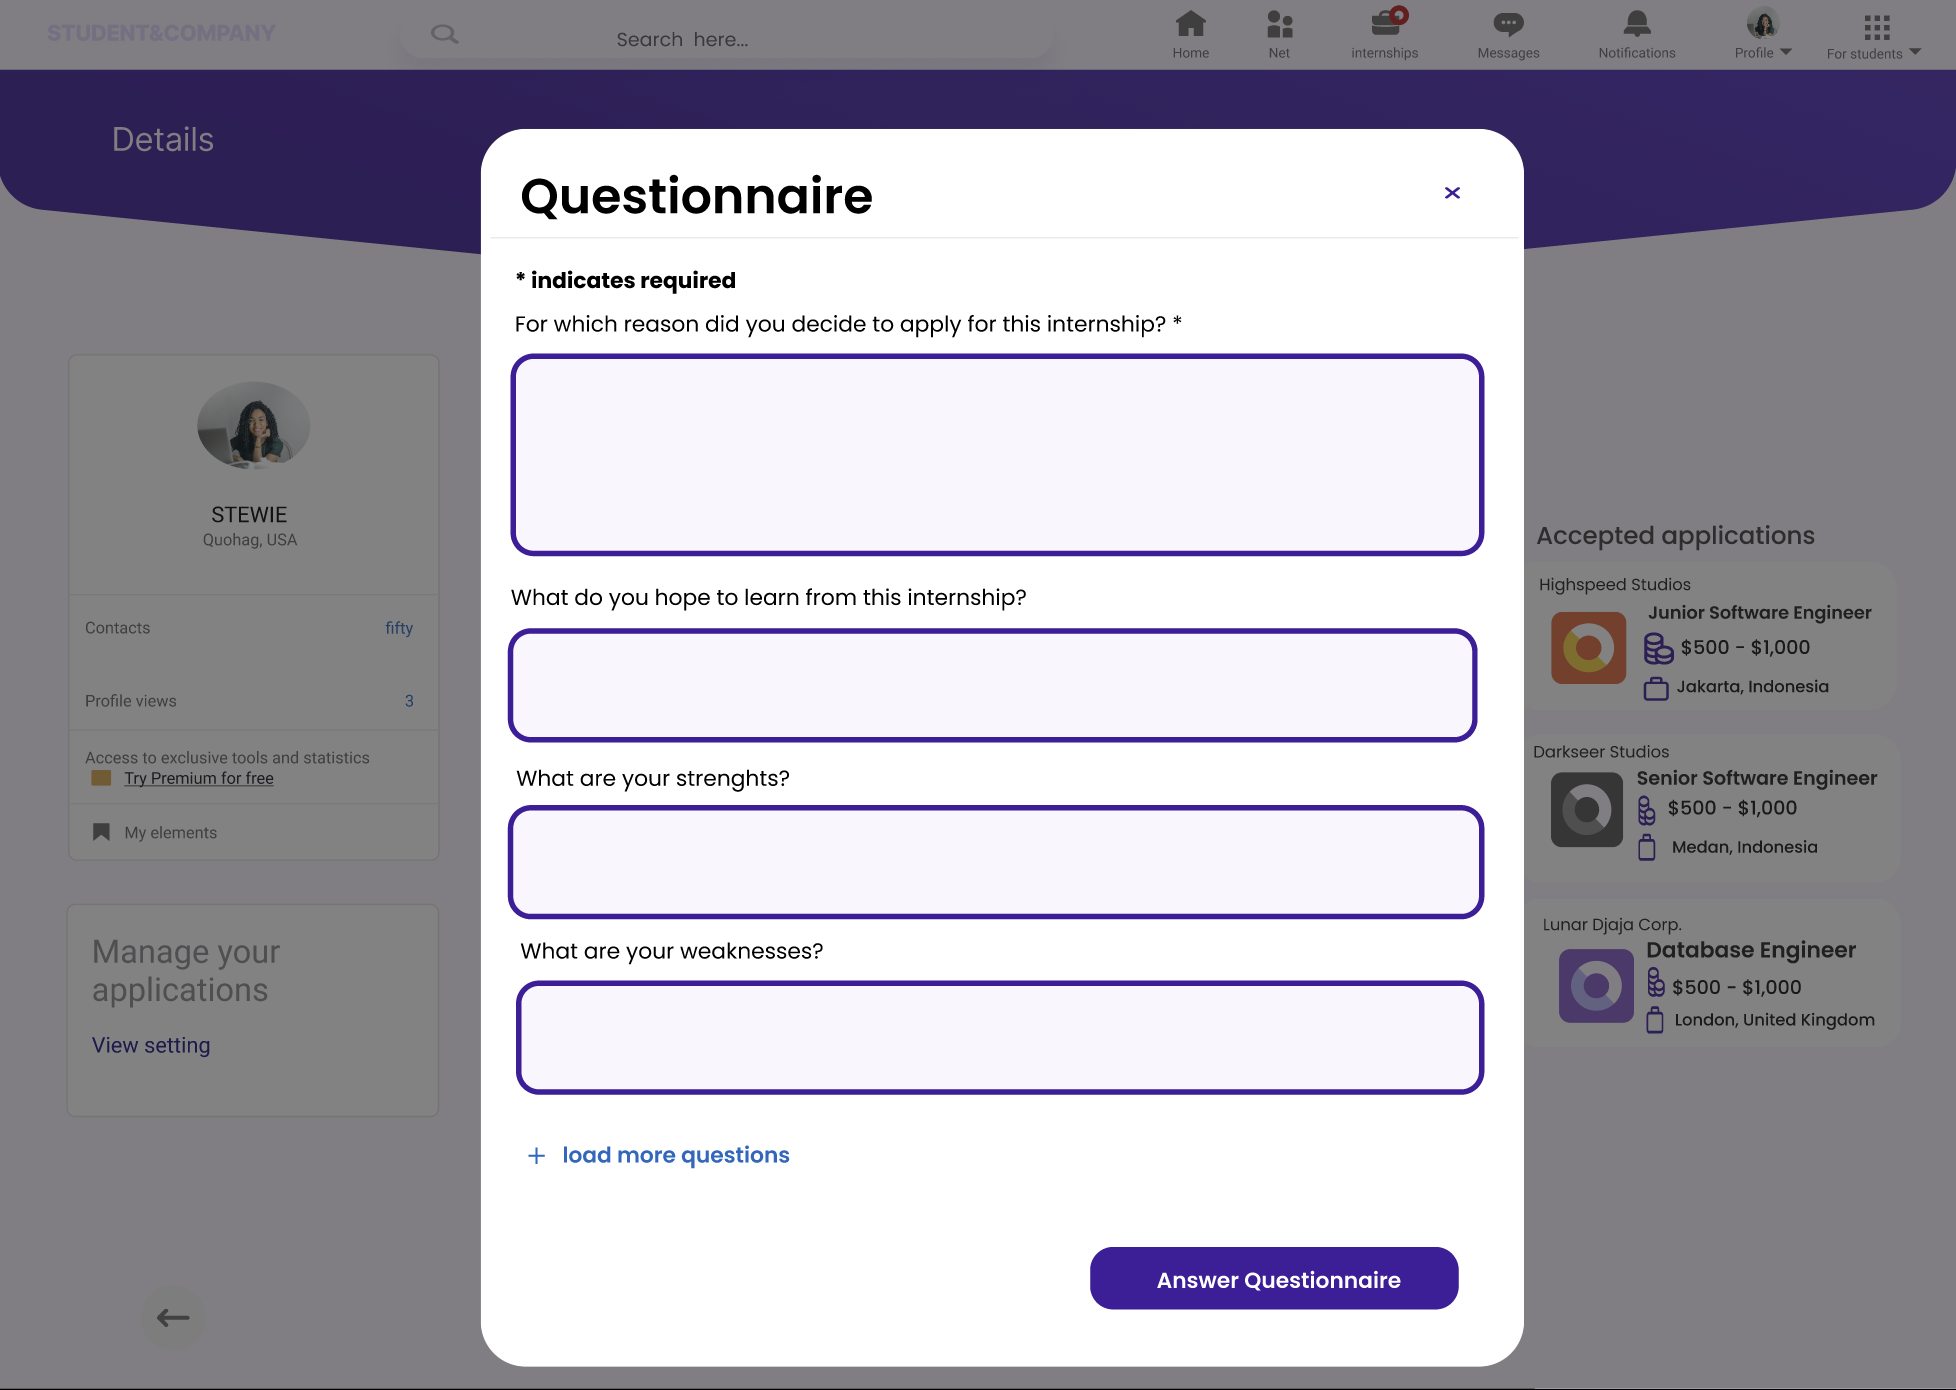 STUDENT&COMPANY
Search here...
Home
Net
internships
Messages
Notifications
Profile
For students
Details
Questionnaire
* indicates required
For which reason did you decide to apply for this internship? *
What do you hope to learn from this internship?
What are your strenghts?
What are your weaknesses?
+ load more questions
Answer Questionnaire
STEWIE
Quohag, USA
Contacts fifty
Profile views 3
Access to exclusive tools and statistics
Try Premium for free
My elements
Manage your
applications
View setting
Accepted applications
Highspeed Studios
Junior Software Engineer
$500 - $1,000
Jakarta, Indonesia
Darkseer Studios
Senior Software Engineer
$500 - $1,000
Medan, Indonesia
Lunar Djaja Corp.
Database Engineer
$500 - $1,000
London, United Kingdom